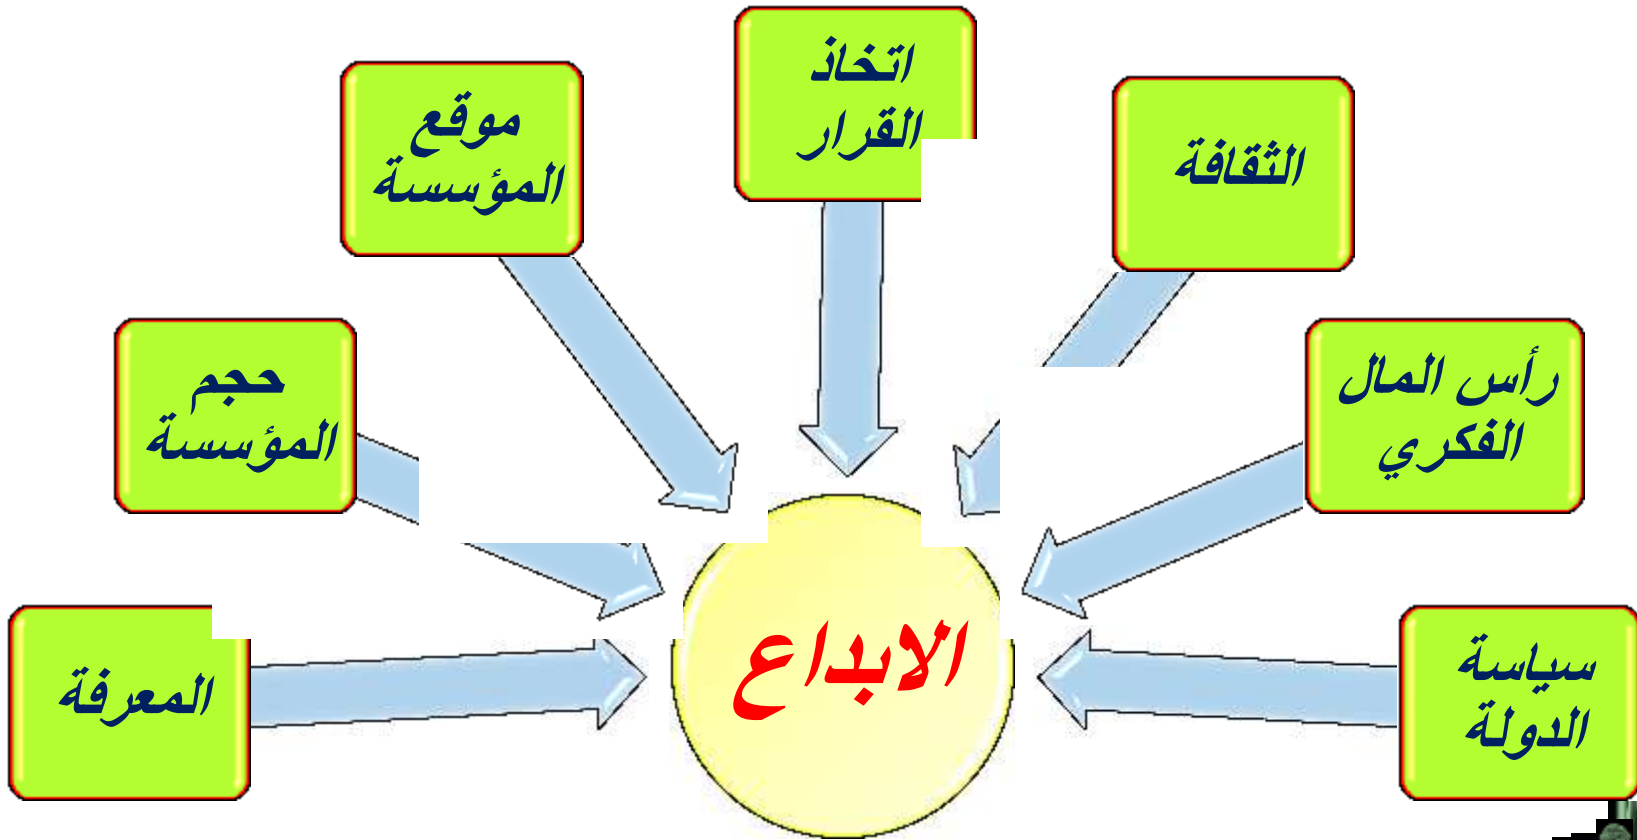 اتخاذ
القرار
الثقافة
موقع
المؤسسة
رأس المال
الفكري
حجم
المؤسسة
سياسة
الدولة
المعرفة
الابداع